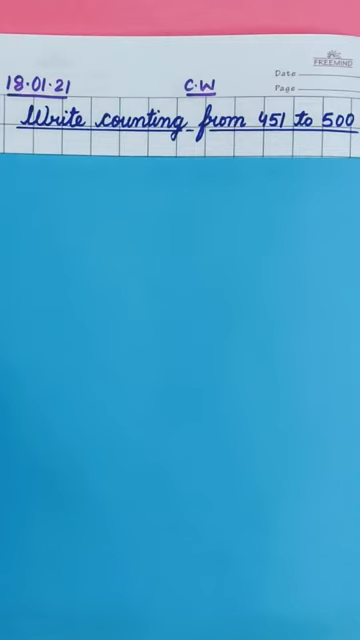 FREEMIND
Date
18.01.21 C.W
Page
Write counting from 451 to 500